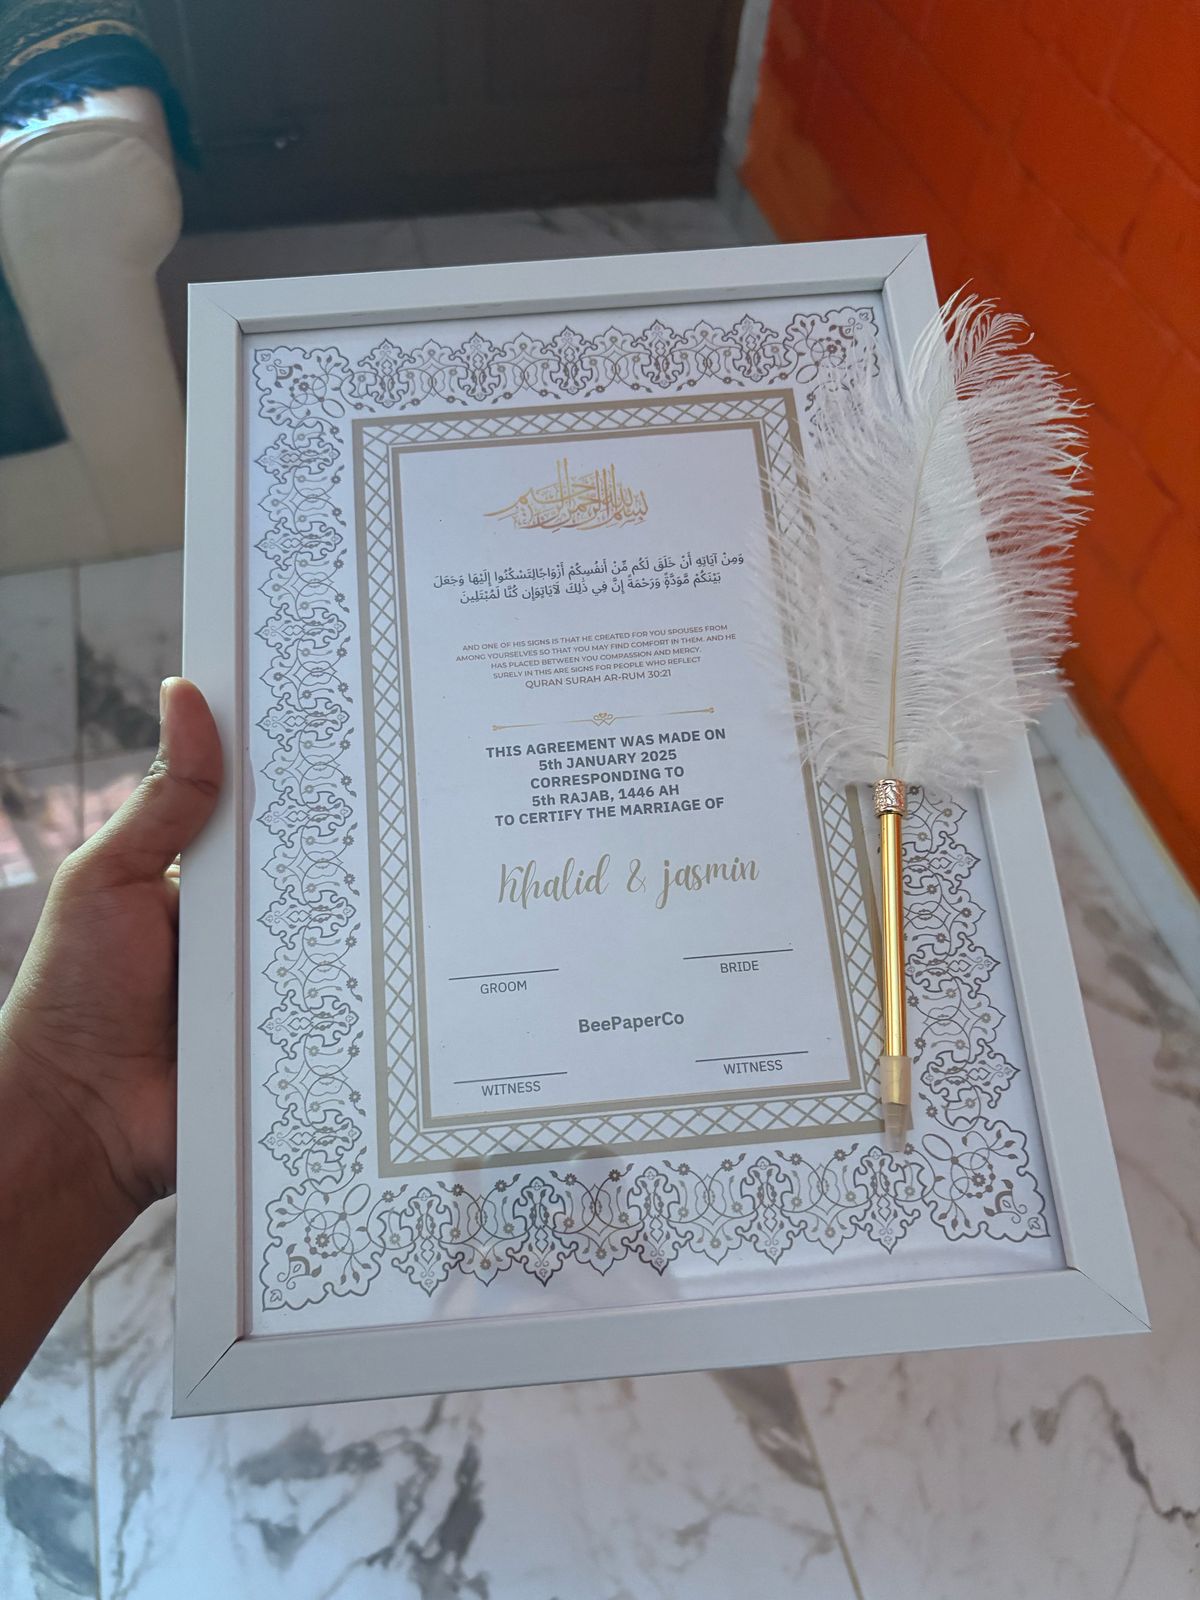 بسم الله الرحمن الرحيم
وَمِنْ آيَاتِهِ أَنْ خَلَقَ لَكُم مِّنْ أَنفُسِكُمْ أَزْوَاجًالِتَسْكُنُوا إِلَيْهَا وَجَعَلَ
بَيْنَكُمْ مَّوَدَّةً وَرَحْمَةً إِنَّ فِي ذَٰلِكَ لَآيَاتٍوَإِن كُنَّا لَمُبْتَلِينَ
AND ONE OF HIS SIGNS IS THAT HE CREATED FOR YOU SPOUSES FROM
AMONG YOURSELVES SO THAT YOU MAY FIND COMFORT IN THEM. AND HE
HAS PLACED BETWEEN YOU COMPASSION AND MERCY.
SURELY IN THIS ARE SIGNS FOR PEOPLE WHO REFLECT
QURAN SURAH AR-RUM 30:21
THIS AGREEMENT WAS MADE ON
5th JANUARY 2025
CORRESPONDING TO
5th RAJAB, 1446 AH
TO CERTIFY THE MARRIAGE OF
Khalid & jasmin
GROOM
BRIDE
BeePaperCo
WITNESS
WITNESS